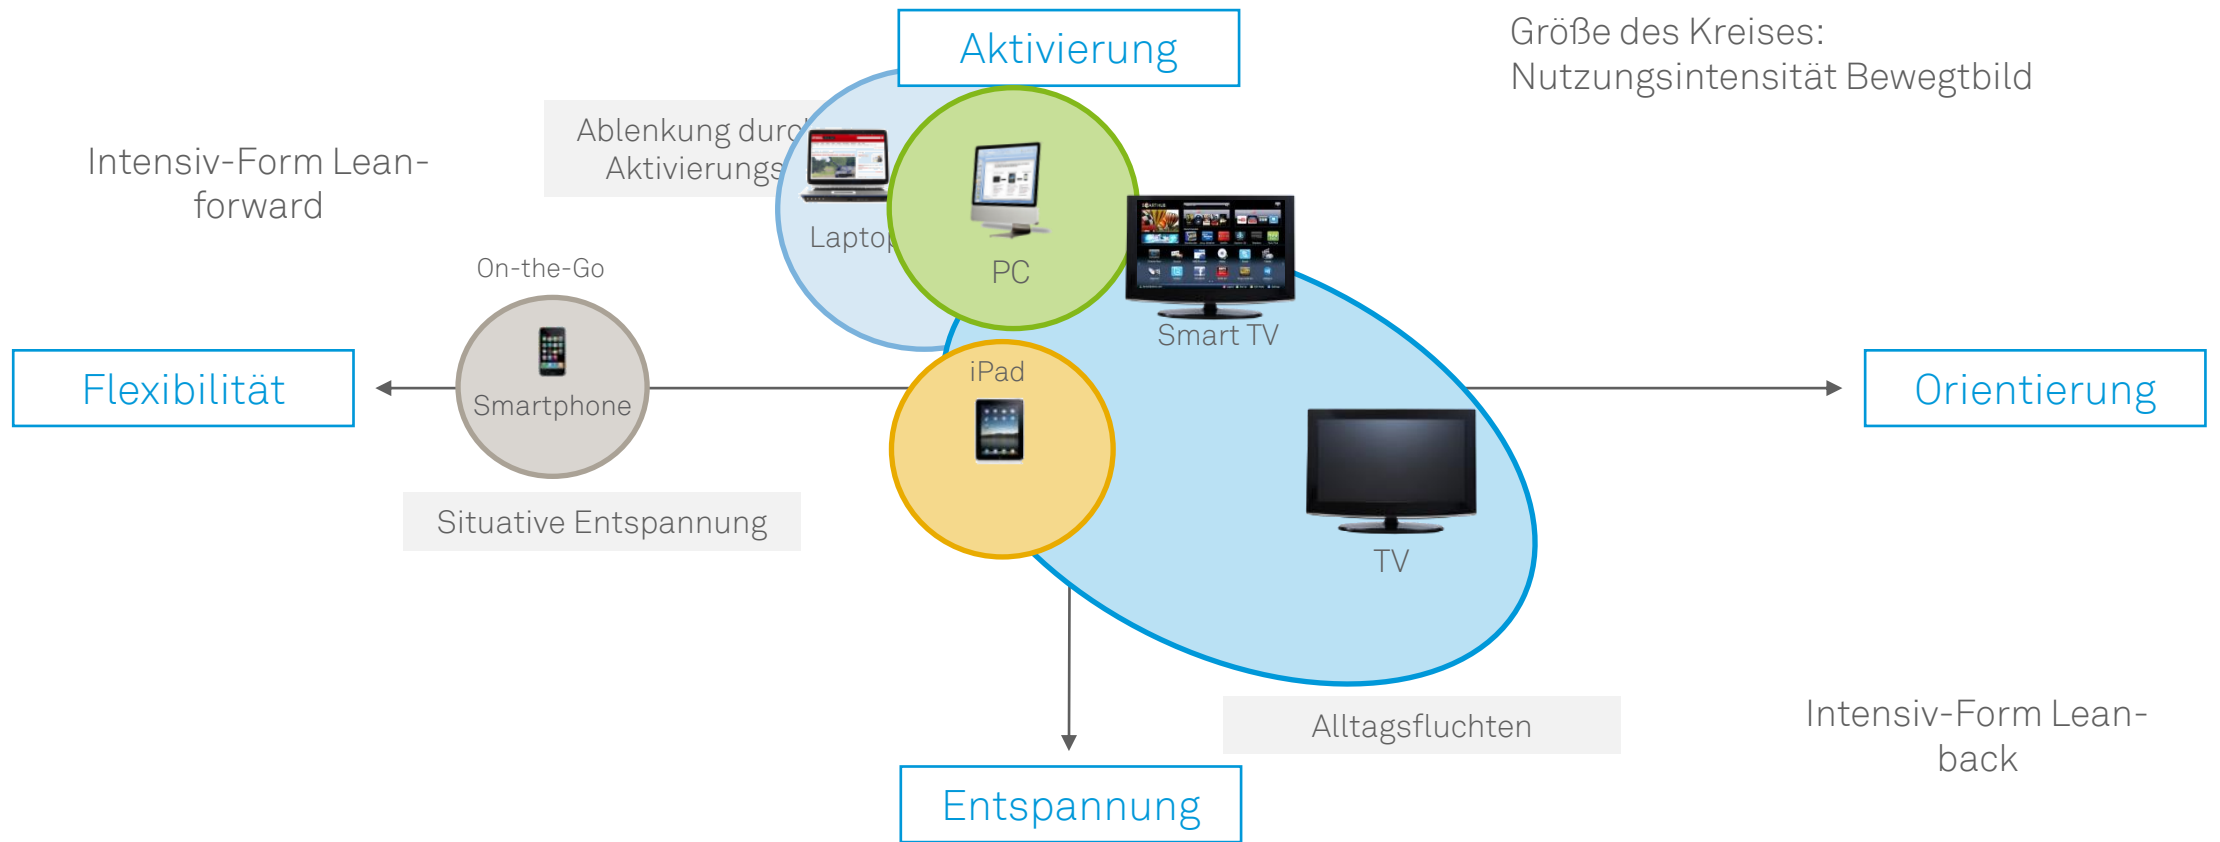 Aktivierung
Größe des Kreises:
Nutzungsintensität Bewegtbild
Ablenkung durc
Aktivierungs
Intensiv-Form Lean-
forward
Laptop
PC
On-the-Go
Smart TV
Smartphone
iPad
Flexibilität
Orientierung
Situative Entspannung
TV
Alltagsfluchten
Intensiv-Form Lean-
back
Entspannung